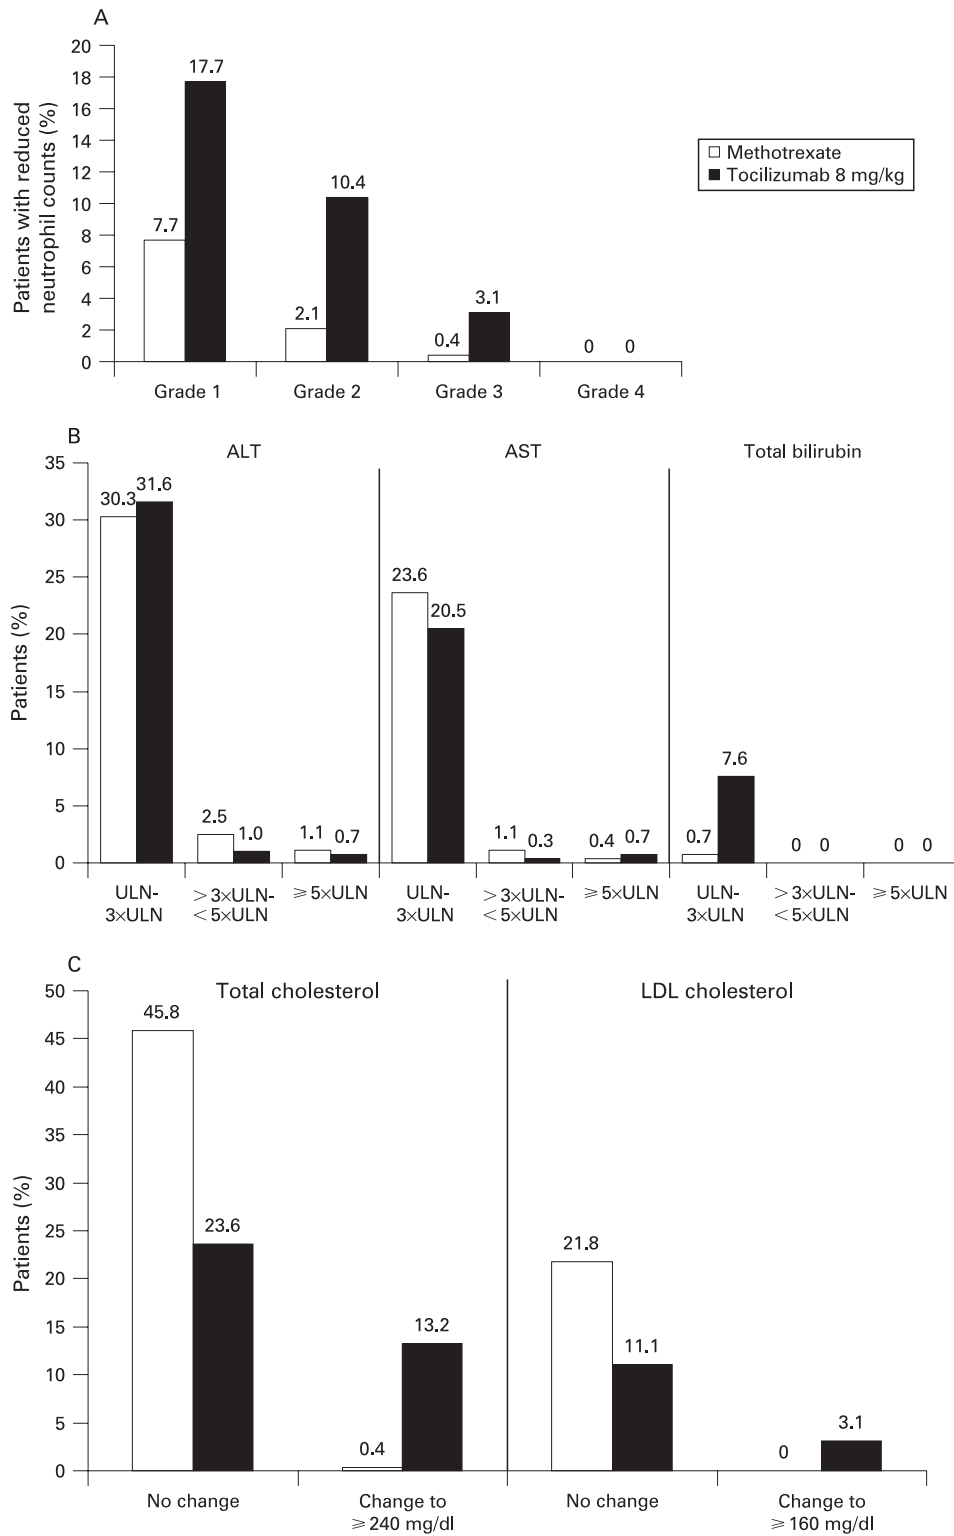 A
Patients with reduced
neutrophil counts (%)
20
18
16
14
12
10
8
6
4
2
0
7.7
17.7
2.1
10.4
0.4
3.1
0
0
Grade 1
Grade 2
Grade 3
Grade 4
Methotrexate
Tocilizumab 8 mg/kg
B
ALT
AST
Total bilirubin
Patients (%)
35
30
25
20
15
10
5
0
30.3
31.6
2.5
1.0
1.1
0.7
23.6
20.5
1.1
0.3
0.4
0.7
0.7
7.6
0
0
0
0
ULN-
3×ULN
> 3×ULN-
< 5×ULN
⩾ 5×ULN
ULN-
3×ULN
> 3×ULN-
< 5×ULN
⩾ 5×ULN
ULN-
3×ULN
> 3×ULN-
< 5×ULN
⩾ 5×ULN
C
Total cholesterol
LDL cholesterol
Patients (%)
50
45
40
35
30
25
20
15
10
5
0
45.8
23.6
0.4
13.2
21.8
11.1
0
3.1
No change
Change to
⩾ 240 mg/dl
No change
Change to
⩾ 160 mg/dl